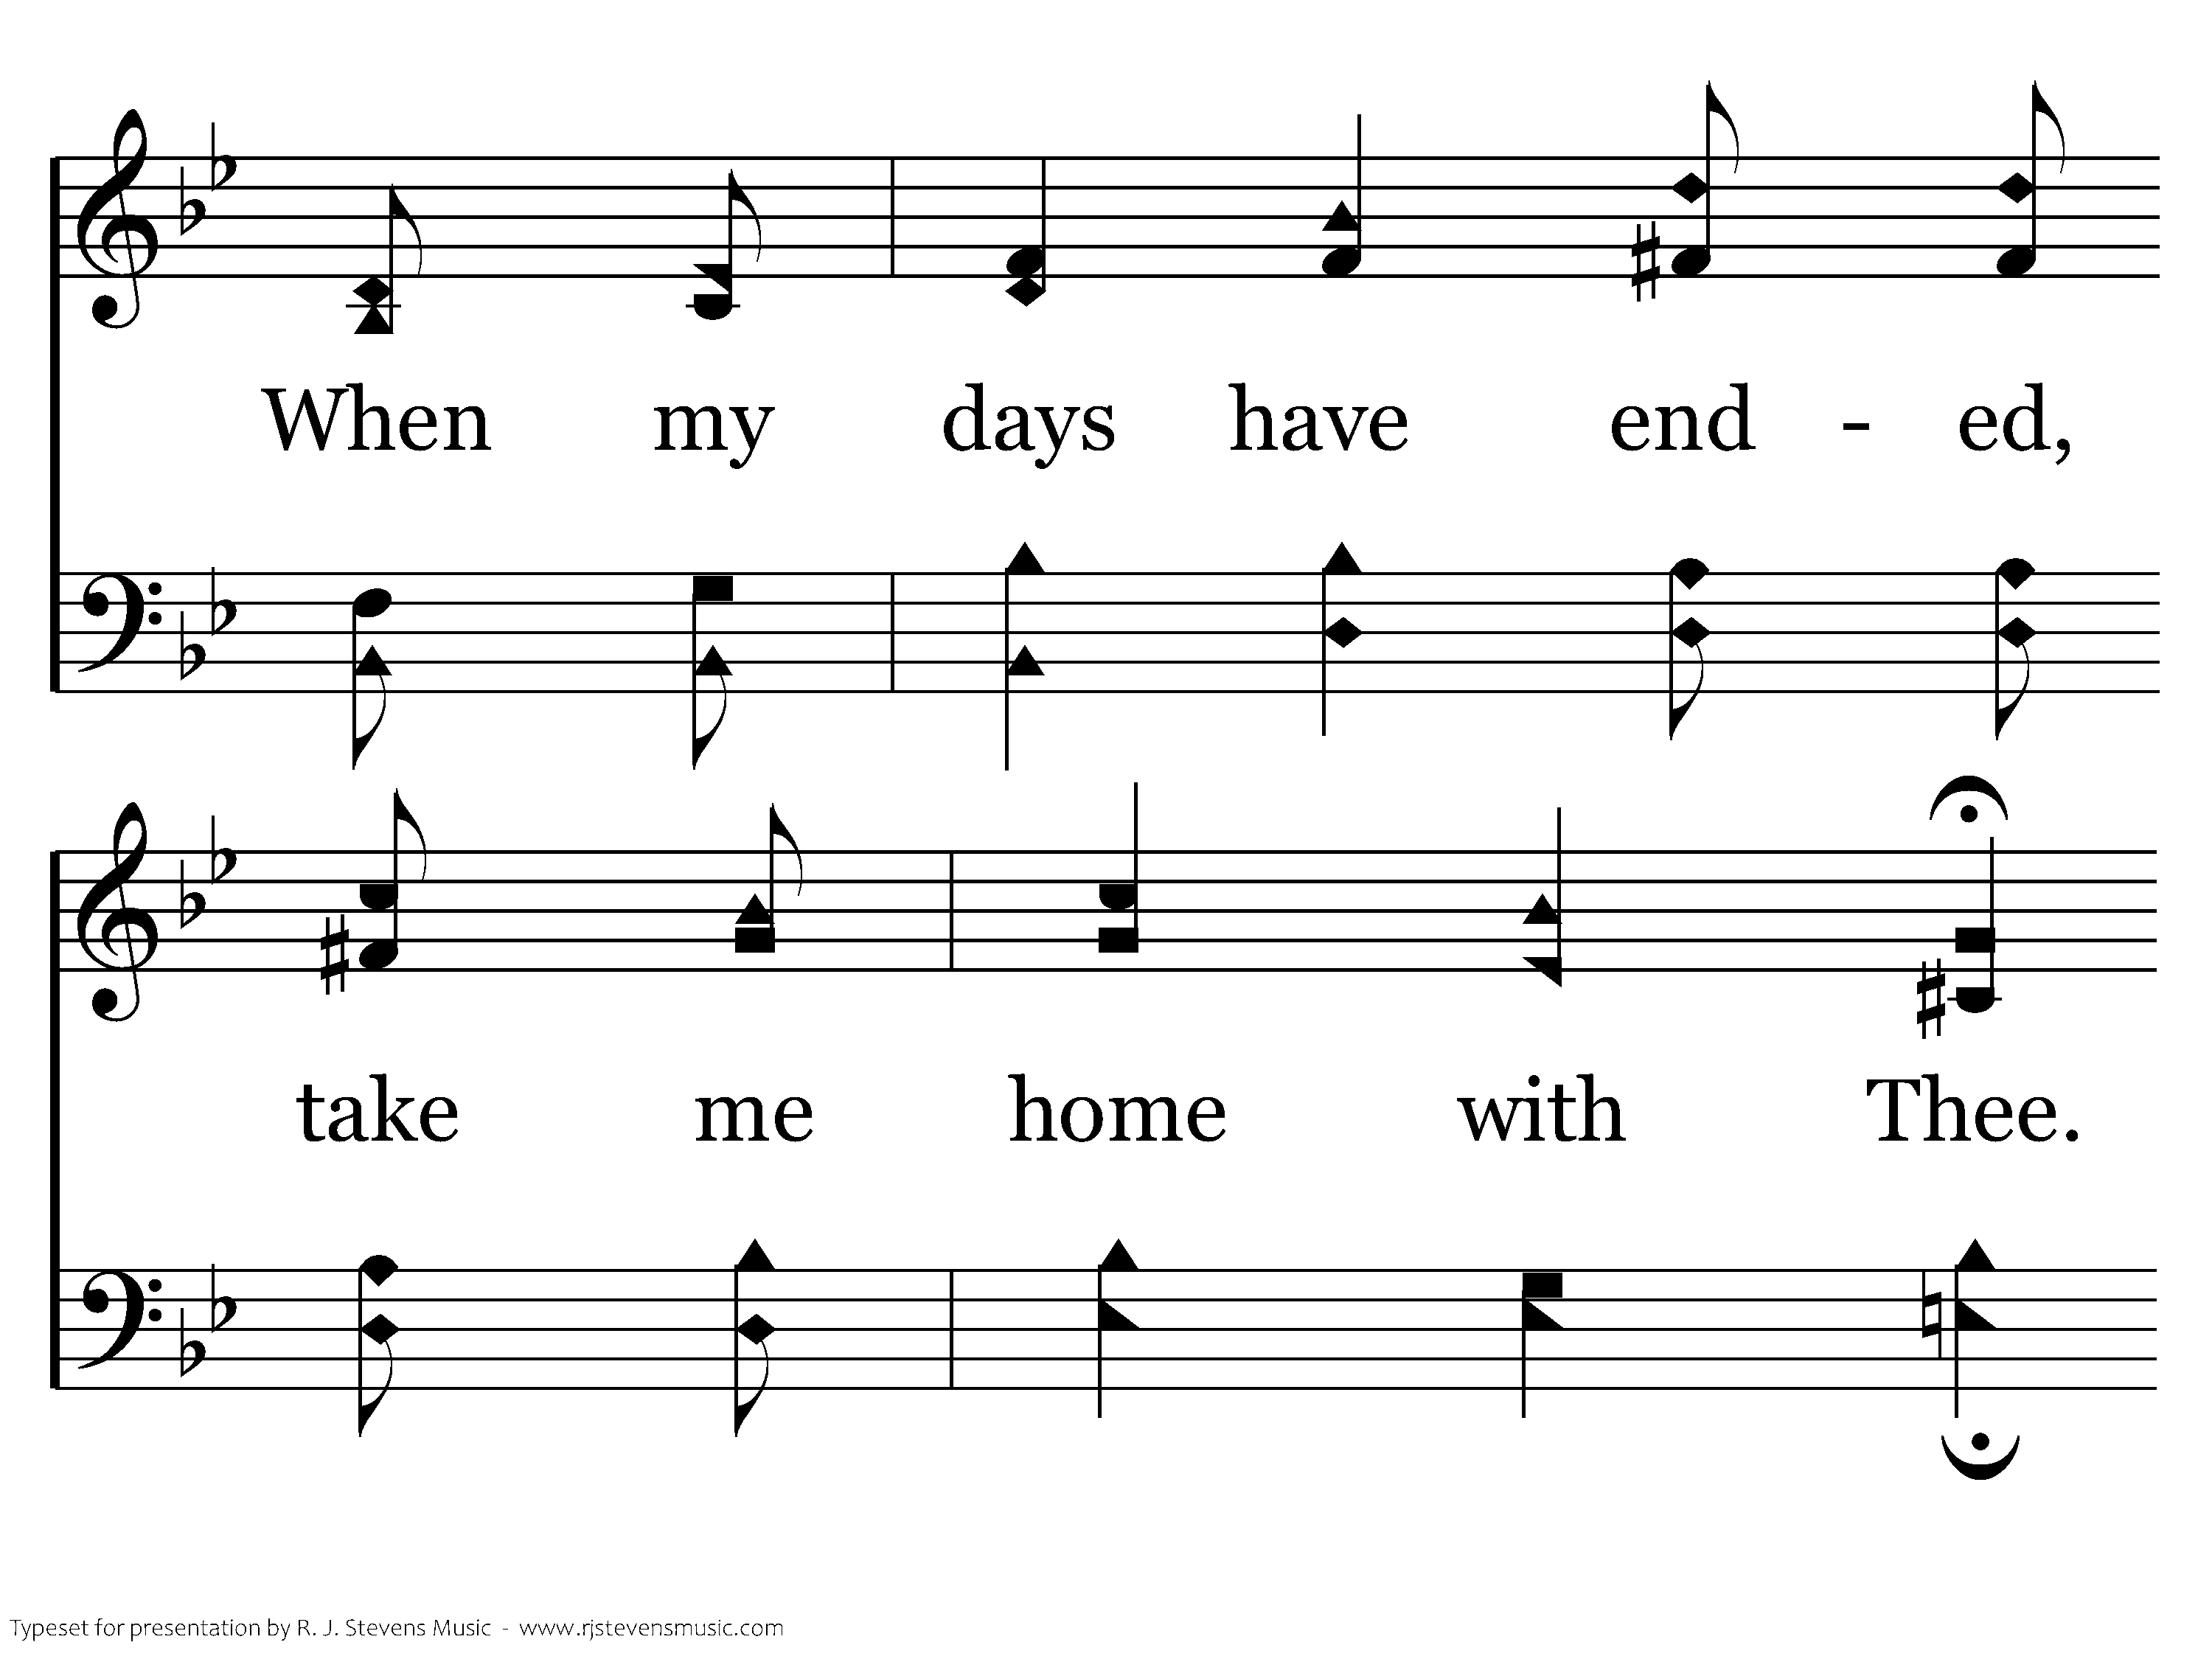 When my days have end - ed,
take me home with Thee.
Typeset for presentation by R. J. Stevens Music - www.rjstevensmusic.com